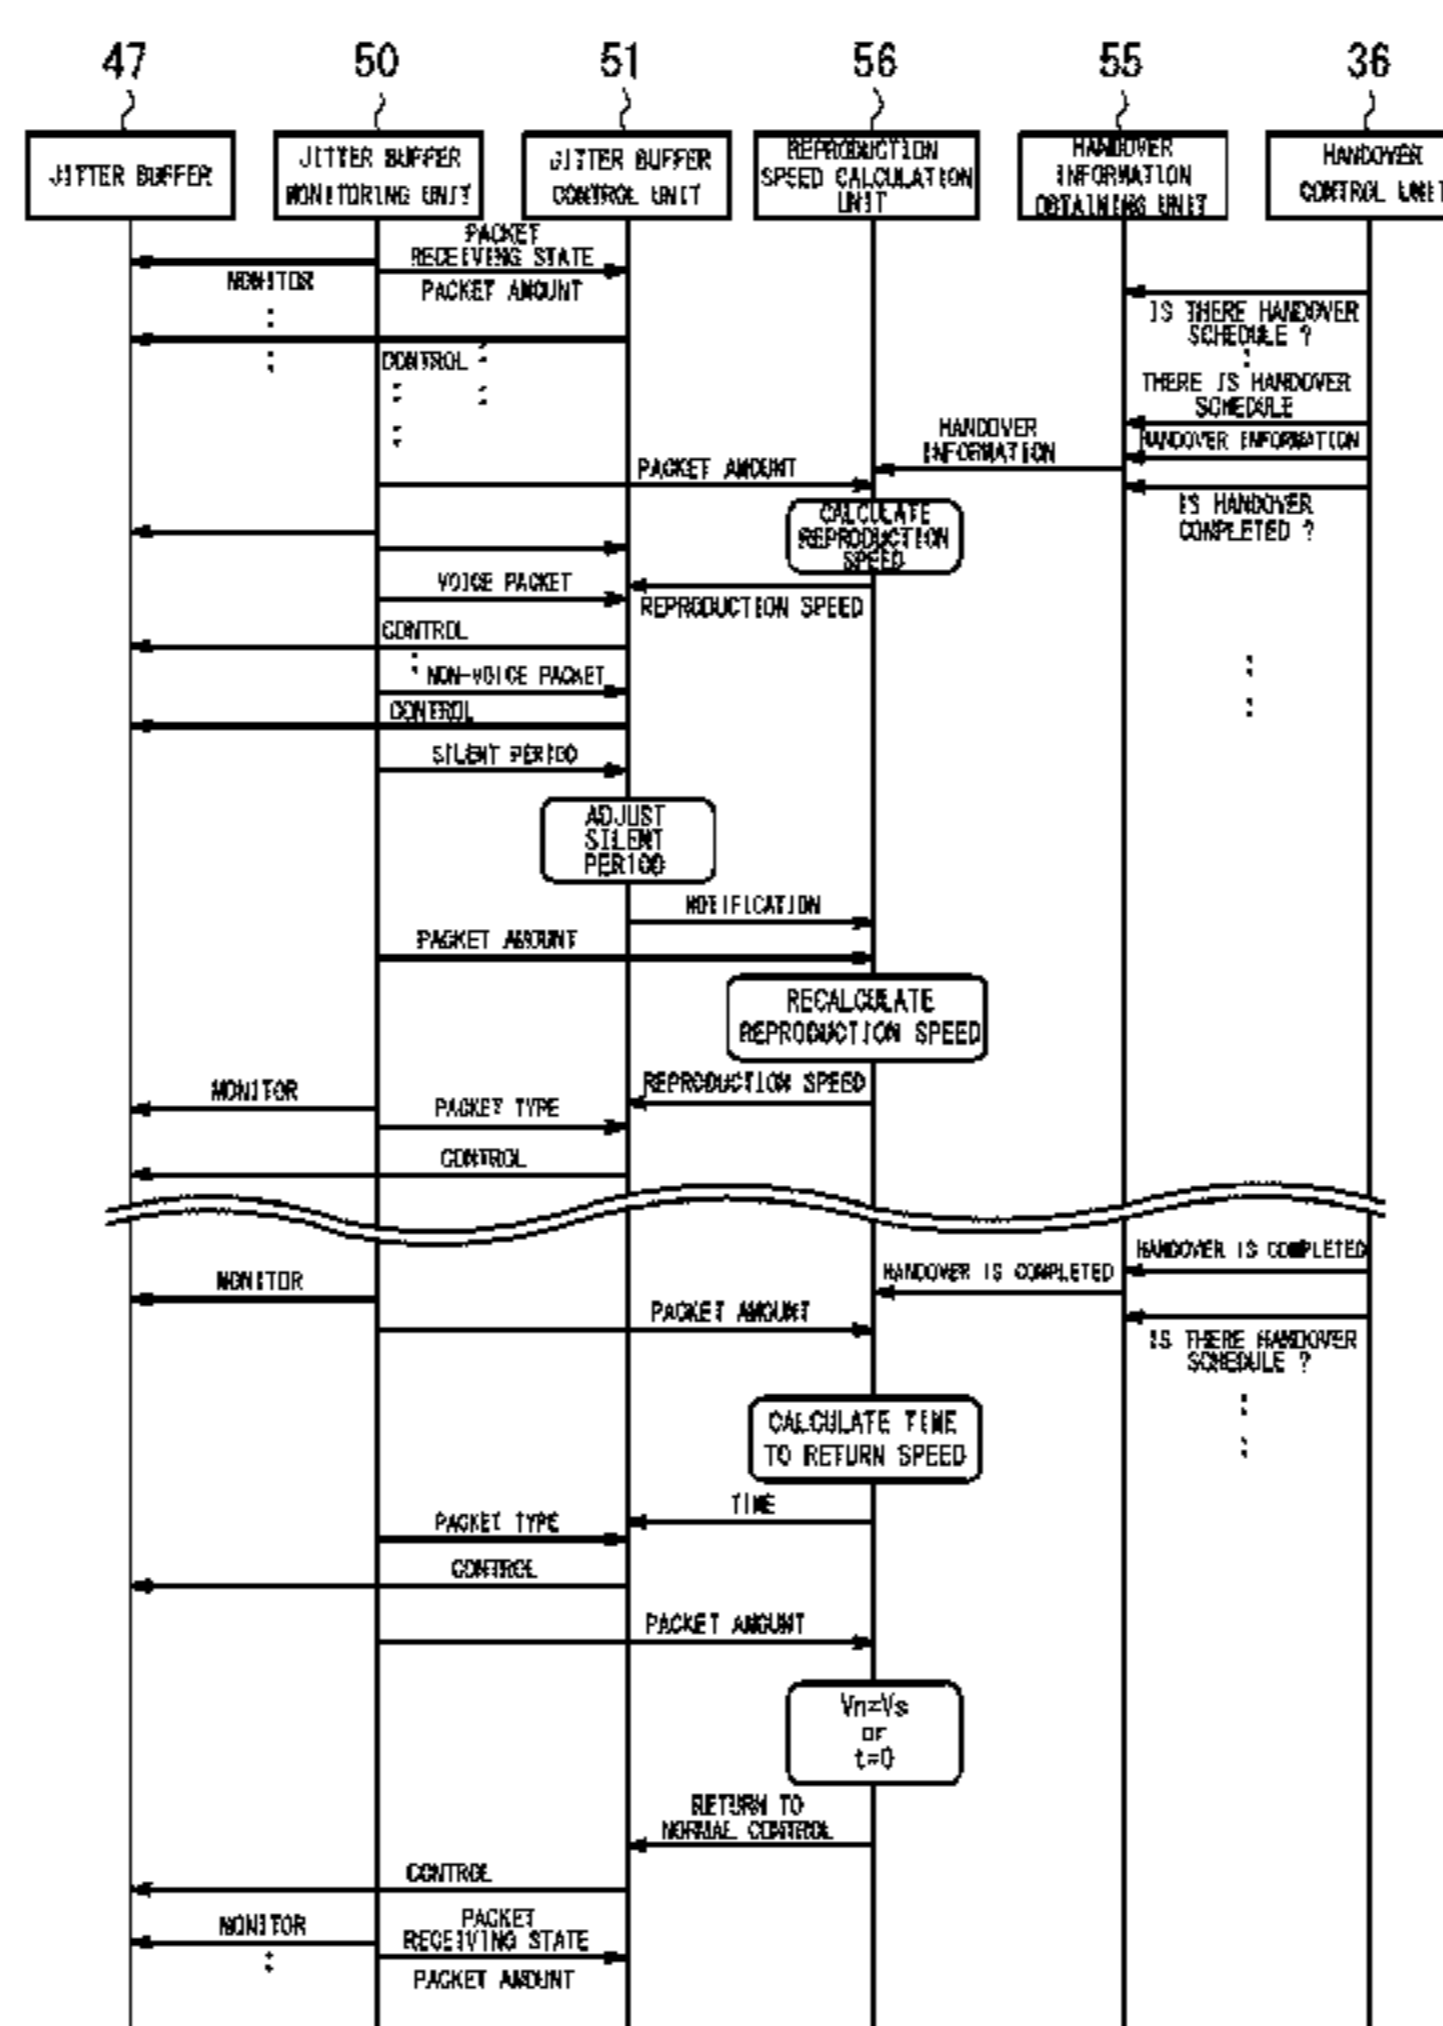 47
50
51
56
55
36
JITTER BUFFER
JITTER BUFFER
MONITORING UNIT
JITTER BUFFER
CONTROL UNIT
REPRODUCTION
SPEED CALCULATION
UNIT
HANDOVER
INFORMATION
OBTAINING UNIT
HANDOVER
CONTROL UNIT
PACKET
RECEIVING STATE
MONITOR
PACKET AMOUNT
IS THERE HANDOVER
SCHEDULE ?
CONTROL
THERE IS HANDOVER
SCHEDULE
HANDOVER INFORMATION
HANDOVER
INFORMATION
PACKET AMOUNT
IS HANDOVER
COMPLETED ?
CALCULATE
REPRODUCTION
SPEED
VOICE PACKET
REPRODUCTION SPEED
CONTROL
NON-VOICE PACKET
CONTROL
SILENT PERIOD
ADJUST
SILENT
PERIOD
NOTIFICATION
PACKET AMOUNT
RECALCULATE
REPRODUCTION SPEED
REPRODUCTION SPEED
MONITOR
PACKET TYPE
CONTROL
HANDOVER IS COMPLETED
HANDOVER IS COMPLETED
MONITOR
PACKET AMOUNT
IS THERE HANDOVER
SCHEDULE ?
CALCULATE TIME
TO RETURN SPEED
TIME
PACKET TYPE
CONTROL
PACKET AMOUNT
Vn=Vs
or
t=0
RETURN TO
NORMAL CONTROL
CONTROL
MONITOR
PACKET
RECEIVING STATE
PACKET AMOUNT